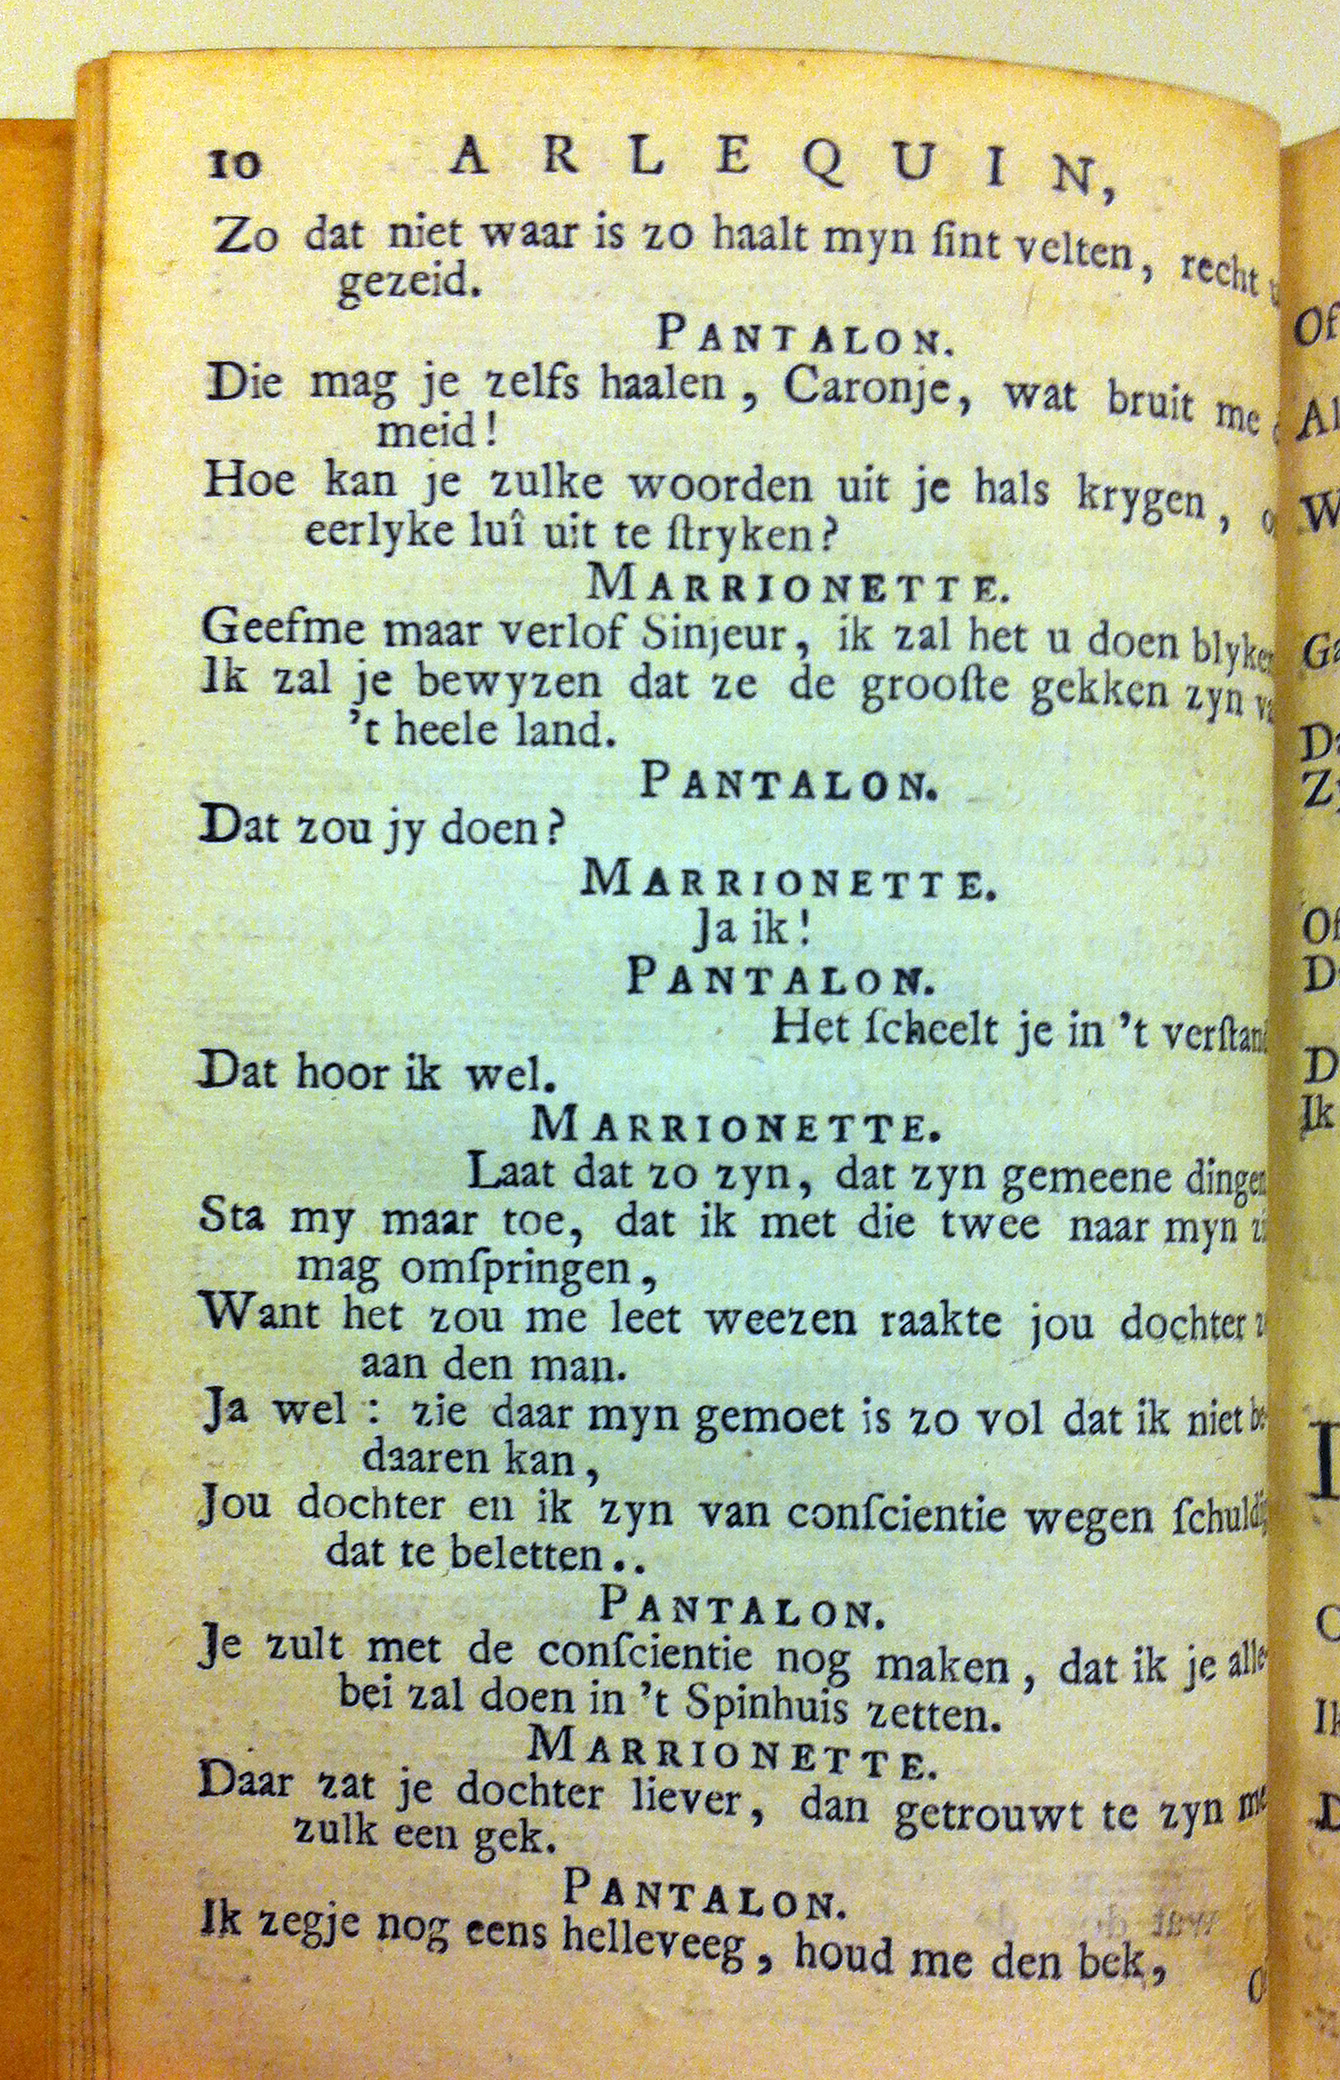 10 ARLEQUIN,
Zo dat niet waar is zo haalt myn ſint velten, recht
gezeid.
PANTALON.
Die mag je zelfs haalen, Caronje, wat bruit me
meid!
Hoe kan je zulke woorden uit je hals krygen,
eerlyke luî uit te ſtryken?
MARRIONETTE.
Geefme maar verlof Sinjeur, ik zal het u doen blyken
Ik zal je bewyzen dat ze de grooſte gekken zyn
't heele land.
PANTALON.
Dat zou jy doen?
MARRIONETTE.
Ja ik!
PANTALON.
Het ſcheelt je in 't verſtand
Dat hoor ik wel.
MARRIONETTE.
Laat dat zo zyn, dat zyn gemeene dingen
Sta my maar toe, dat ik met die twee naar myn
mag omſpringen,
Want het zou me leet weezen raakte jou dochter
aan den man.
Ja wel: zie daar myn gemoet is zo vol dat ik niet be-
daaren kan,
Jou dochter en ik zyn van conſcientie wegen ſchuldig
dat te beletten..
PANTALON.
Je zult met de conſcientie nog maken, dat ik je alle-
bei zal doen in 't Spinhuis zetten.
MARRIONETTE.
Daar zat je dochter liever, dan getrouwt te zyn met
zulk een gek.
PANTALON.
Ik zegje nog eens helleveeg, houd me den bek,
Of
Al
D
Ik